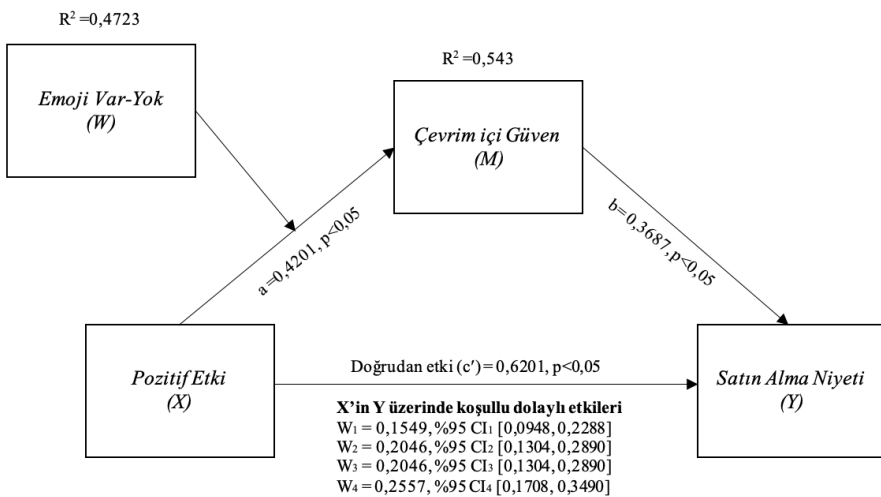 R² =0,4723
Emoji Var-Yok
(W)
R² =0,543
Çevrim içi Güven
(M)
a =0,4201, p<0,05
b=0,3687, p<0,05
Pozitif Etki
(X)
Doğrudan etki (c′) = 0,6201, p<0,05
Satın Alma Niyeti
(Y)
X’in Y üzerinde koşullu dolaylı etkileri
W₁ = 0,1549, %95 CI₁ [0,0948, 0,2288]
W₂ = 0,2046, %95 CI₂ [0,1304, 0,2890]
W₃ = 0,2046, %95 CI₃ [0,1304, 0,2890]
W₄ = 0,2557, %95 CI₄ [0,1708, 0,3490]